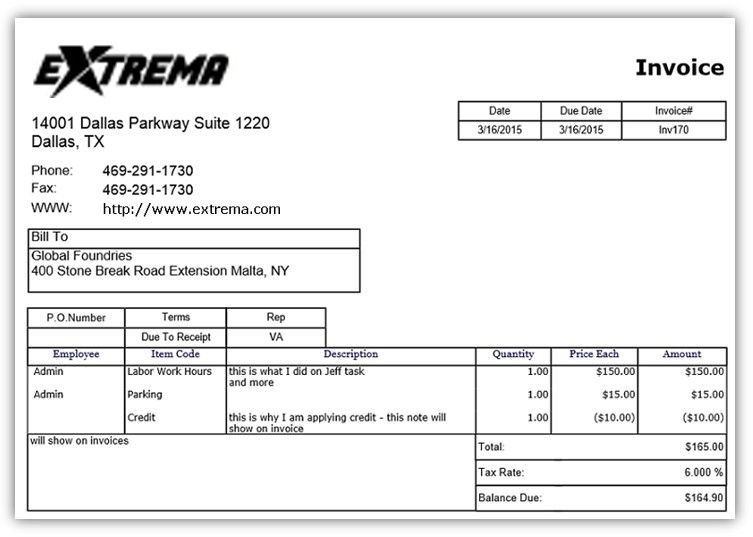 EXTREMA
Invoice
14001 Dallas Parkway Suite 1220
Dallas, TX
Date Due Date Invoice#
3/16/2015 3/16/2015 Inv170
Phone: 469-291-1730
Fax: 469-291-1730
WWW: http://www.extrema.com
Bill To
Global Foundries
400 Stone Break Road Extension Malta, NY
P.O.Number Terms Rep
Due To Receipt VA
Employee Item Code Description Quantity Price Each Amount
Admin Labor Work Hours this is what I did on Jeff task 1.00 $150.00 $150.00
and more
Admin Parking 1.00 $15.00 $15.00
Credit this is why I am applying credit - this note will 1.00 ($10.00) ($10.00)
show on invoice
will show on invoices
Total: $165.00
Tax Rate: 6.000 %
Balance Due: $164.90